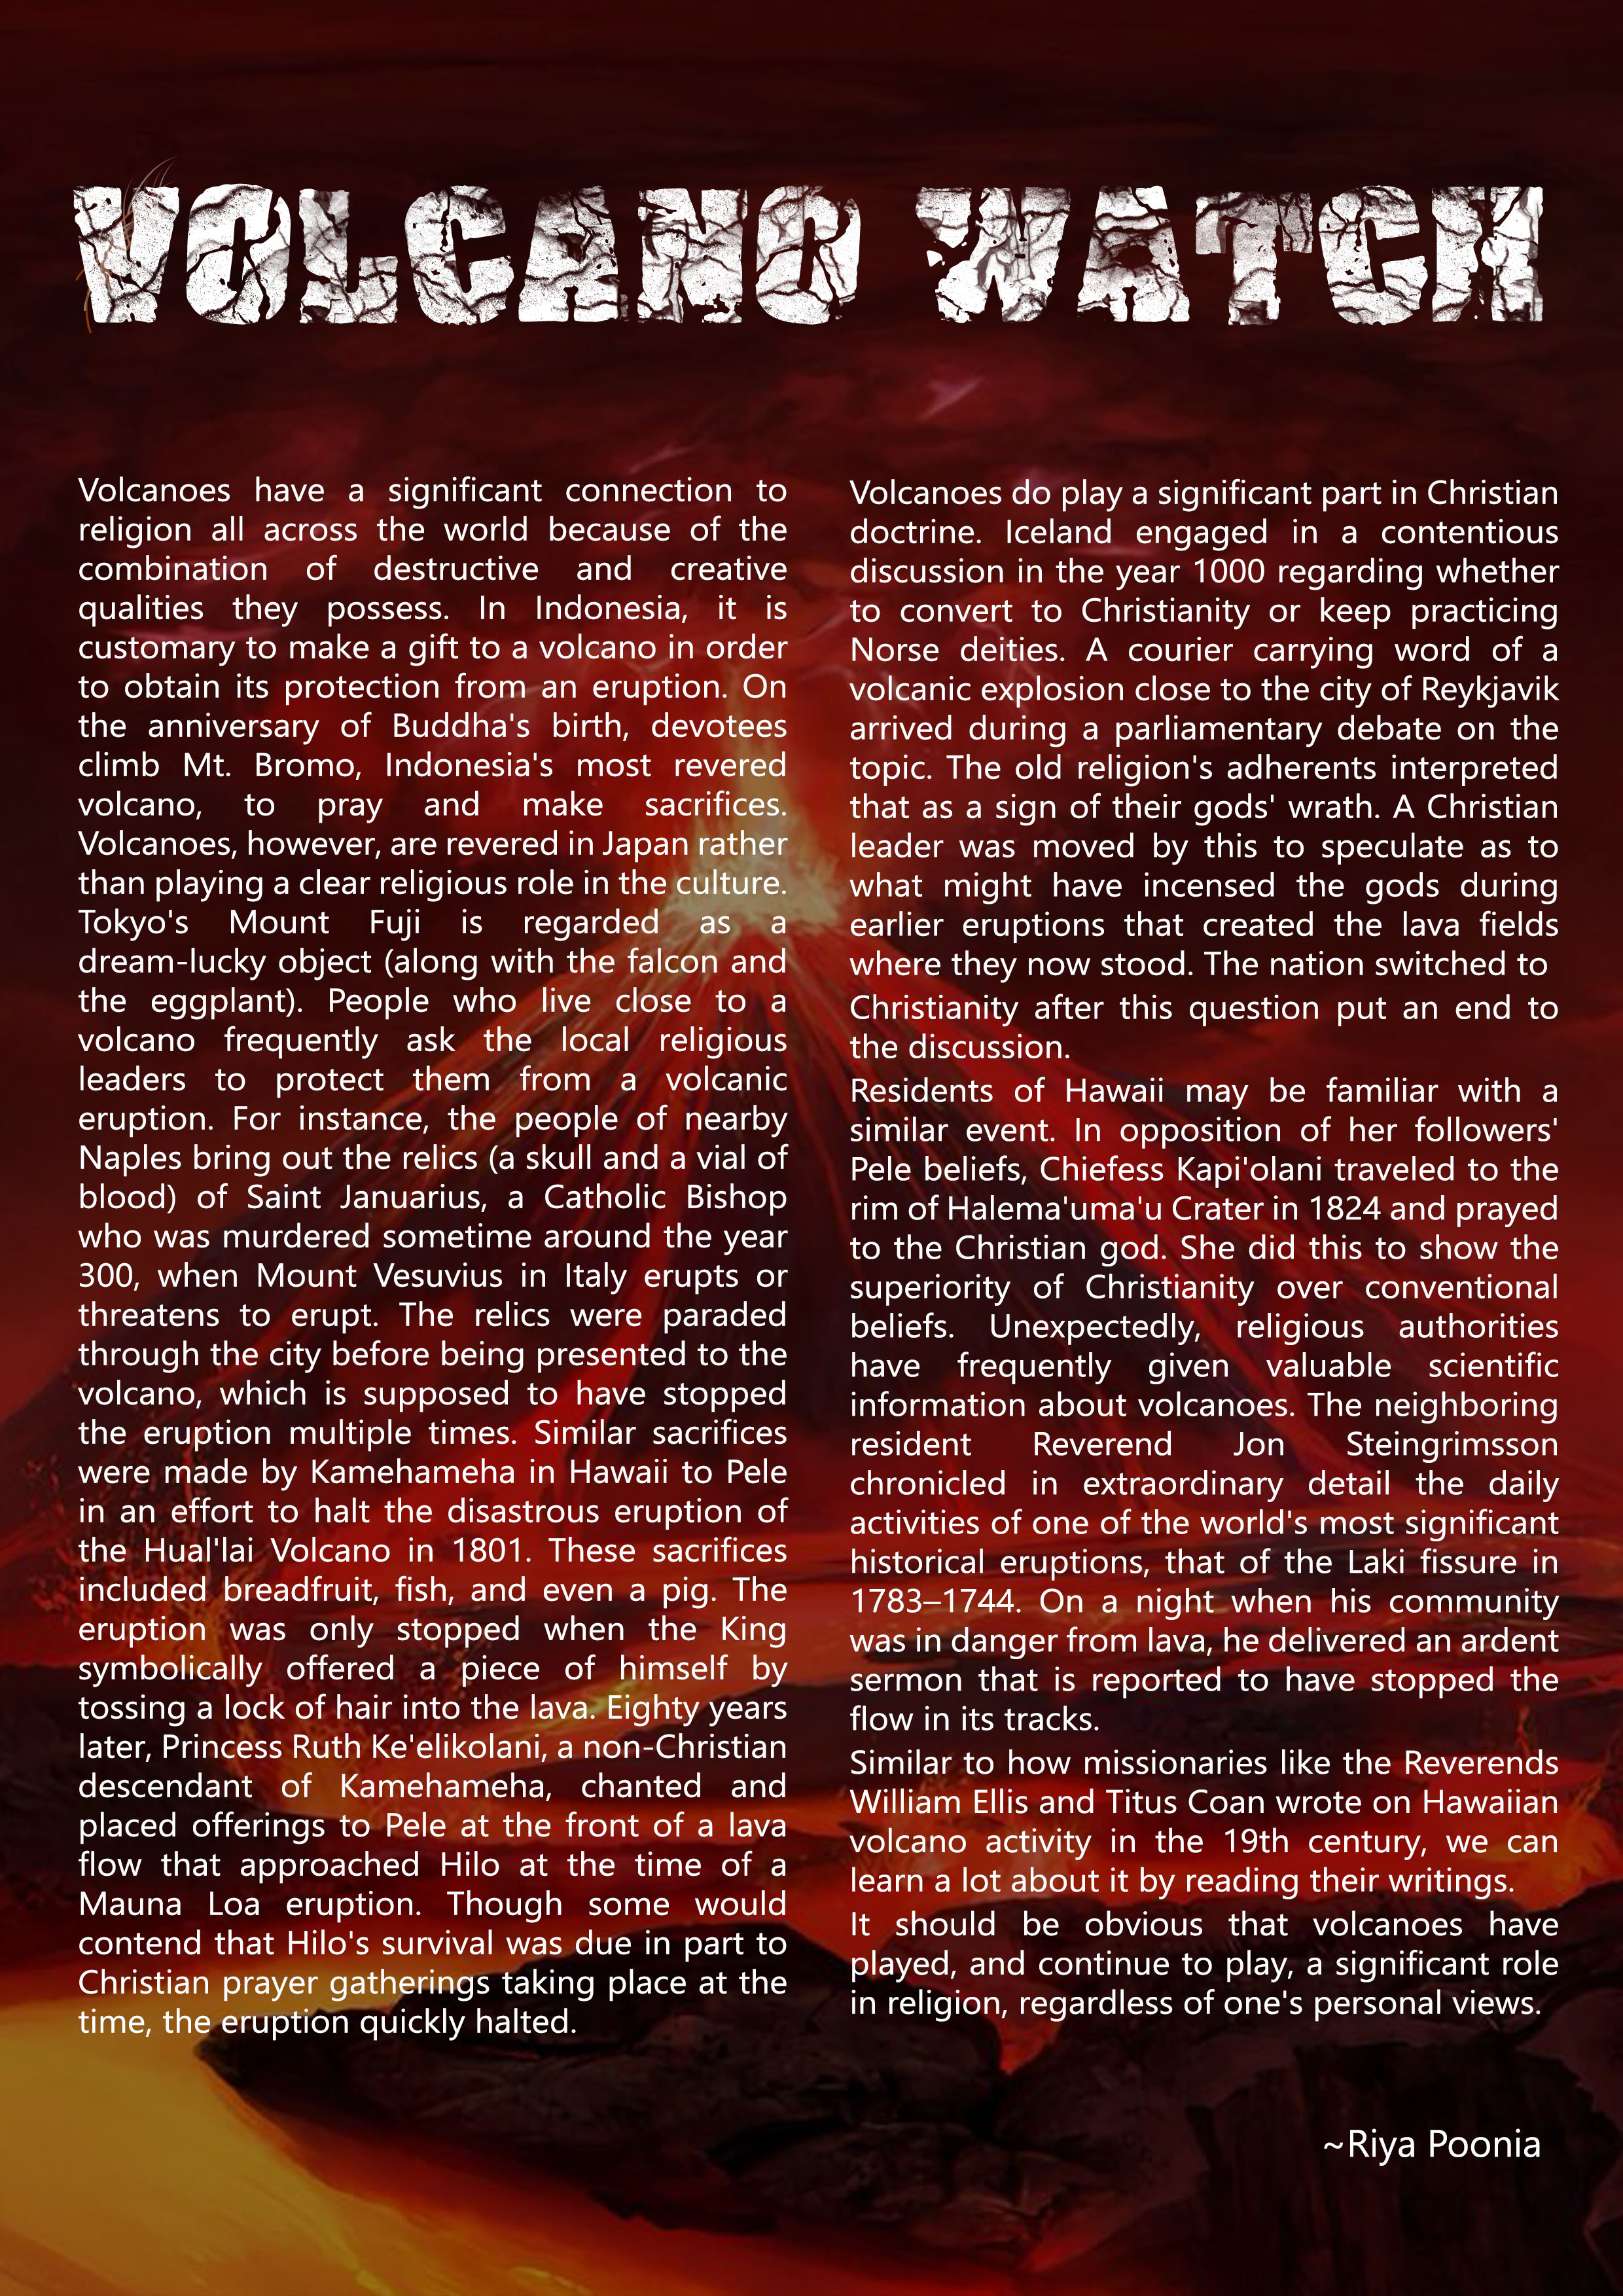 VOLCANO WATCH
Volcanoes have a significant connection to
religion all across the world because of the
combination of destructive and creative
qualities they possess. In Indonesia, it is
customary to make a gift to a volcano in order
to obtain its protection from an eruption. On
the anniversary of Buddha's birth, devotees
climb Mt. Bromo, Indonesia's most revered
volcano, to pray and make sacrifices.
Volcanoes, however, are revered in Japan rather
than playing a clear religious role in the culture.
Tokyo's Mount Fuji is regarded as a
dream-lucky object (along with the falcon and
the eggplant). People who live close to a
volcano frequently ask the local religious
leaders to protect them from a volcanic
eruption. For instance, the people of nearby
Naples bring out the relics (a skull and a vial of
blood) of Saint Januarius, a Catholic Bishop
who was murdered sometime around the year
300, when Mount Vesuvius in Italy erupts or
threatens to erupt. The relics were paraded
through the city before being presented to the
volcano, which is supposed to have stopped
the eruption multiple times. Similar sacrifices
were made by Kamehameha in Hawaii to Pele
in an effort to halt the disastrous eruption of
the Hual'lai Volcano in 1801. These sacrifices
included breadfruit, fish, and even a pig. The
eruption was only stopped when the King
symbolically offered a piece of himself by
tossing a lock of hair into the lava. Eighty years
later, Princess Ruth Ke'elikolani, a non-Christian
descendant of Kamehameha, chanted and
placed offerings to Pele at the front of a lava
flow that approached Hilo at the time of a
Mauna Loa eruption. Though some would
contend that Hilo's survival was due in part to
Christian prayer gatherings taking place at the
time, the eruption quickly halted.
Volcanoes do play a significant part in Christian
doctrine. Iceland engaged in a contentious
discussion in the year 1000 regarding whether
to convert to Christianity or keep practicing
Norse deities. A courier carrying word of a
volcanic explosion close to the city of Reykjavik
arrived during a parliamentary debate on the
topic. The old religion's adherents interpreted
that as a sign of their gods' wrath. A Christian
leader was moved by this to speculate as to
what might have incensed the gods during
earlier eruptions that created the lava fields
where they now stood. The nation switched to
Christianity after this question put an end to
the discussion.
Residents of Hawaii may be familiar with a
similar event. In opposition of her followers'
Pele beliefs, Chiefess Kapi'olani traveled to the
rim of Halema'uma'u Crater in 1824 and prayed
to the Christian god. She did this to show the
superiority of Christianity over conventional
beliefs. Unexpectedly, religious authorities
have frequently given valuable scientific
information about volcanoes. The neighboring
resident Reverend Jon Steingrimsson
chronicled in extraordinary detail the daily
activities of one of the world's most significant
historical eruptions, that of the Laki fissure in
1783–1744. On a night when his community
was in danger from lava, he delivered an ardent
sermon that is reported to have stopped the
flow in its tracks.
Similar to how missionaries like the Reverends
William Ellis and Titus Coan wrote on Hawaiian
volcano activity in the 19th century, we can
learn a lot about it by reading their writings.
It should be obvious that volcanoes have
played, and continue to play, a significant role
in religion, regardless of one's personal views.
~Riya Poonia